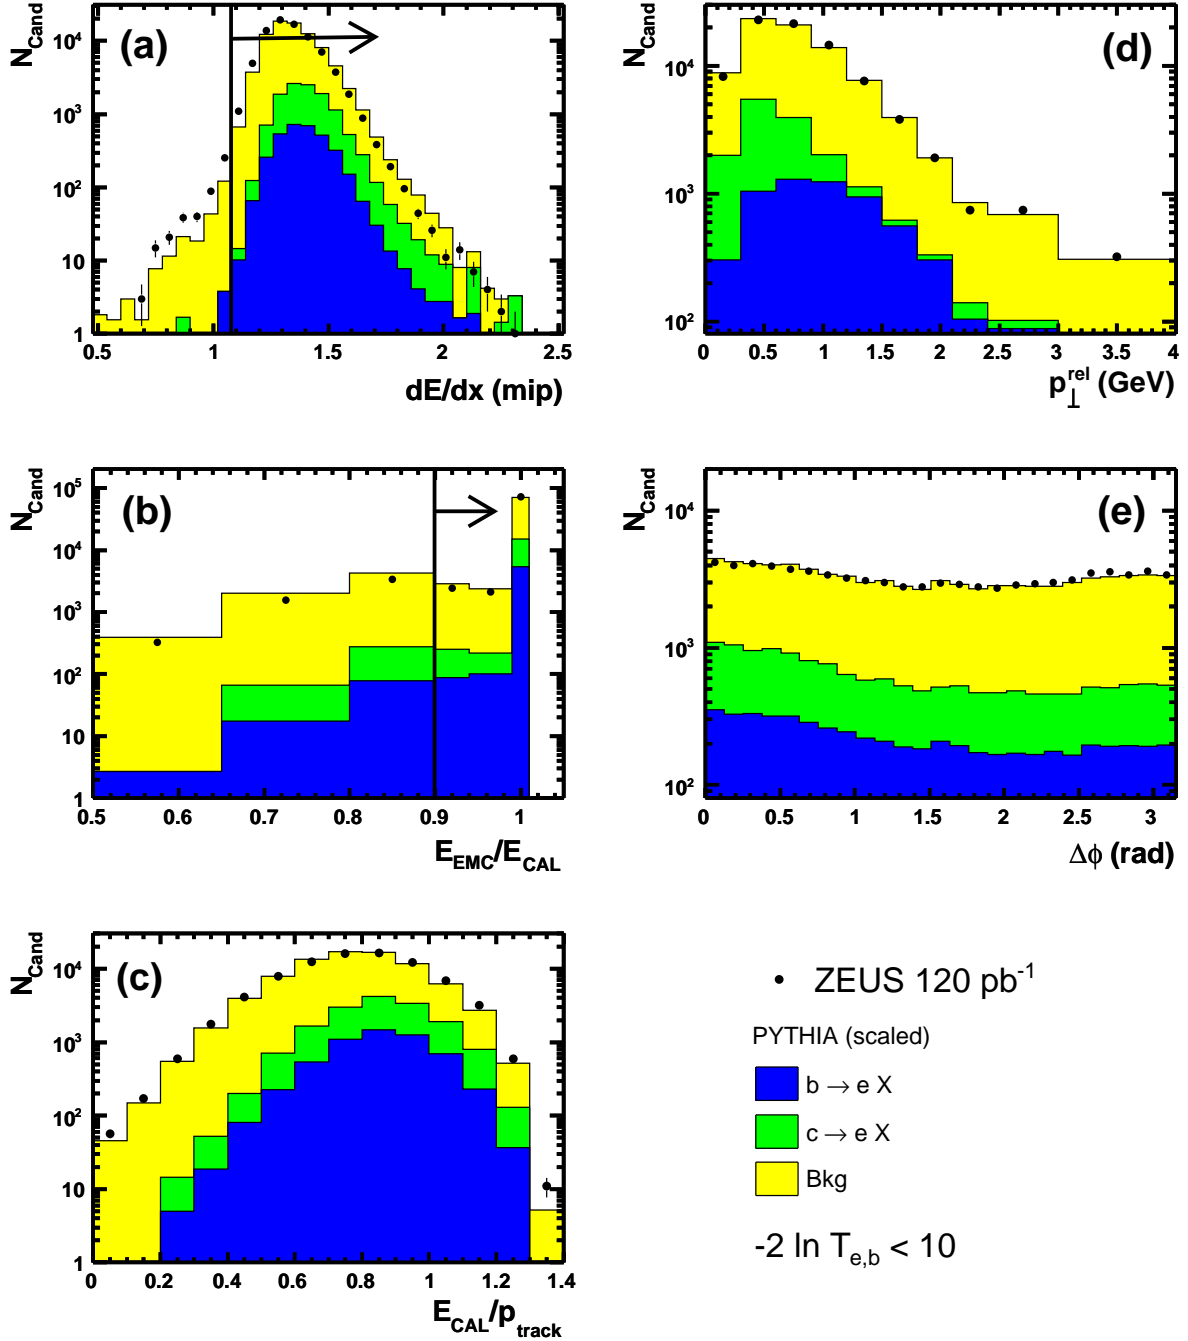 N_Cand
(a)
10^4
10^3
10^2
10
1
0.5 1 1.5 2 2.5
dE/dx (mip)
N_Cand
(d)
10^4
10^3
10^2
0 0.5 1 1.5 2 2.5 3 3.5 4
p_⊥^rel (GeV)
N_Cand
(b)
10^5
10^4
10^3
10^2
10
1
0.5 0.6 0.7 0.8 0.9 1
E_EMC/E_CAL
N_Cand
(e)
10^4
10^3
10^2
0 0.5 1 1.5 2 2.5 3
Δϕ (rad)
N_Cand
(c)
10^4
10^3
10^2
10
1
0 0.2 0.4 0.6 0.8 1 1.2 1.4
E_CAL/p_track
ZEUS 120 pb^-1
PYTHIA (scaled)
b → e X
c → e X
Bkg
-2 ln T_e,b < 10